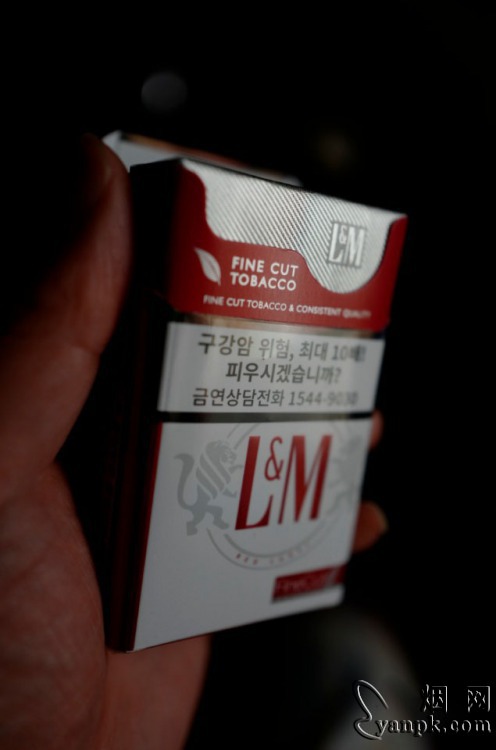 L&M
FINE CUT
TOBACCO
FINE CUT TOBACCO & CONSISTENT QUALITY
구강암 위험, 최대 10배!
피우시겠습니까?
금연상담전화 1544-9030
L&M
烟网
yanpk.com